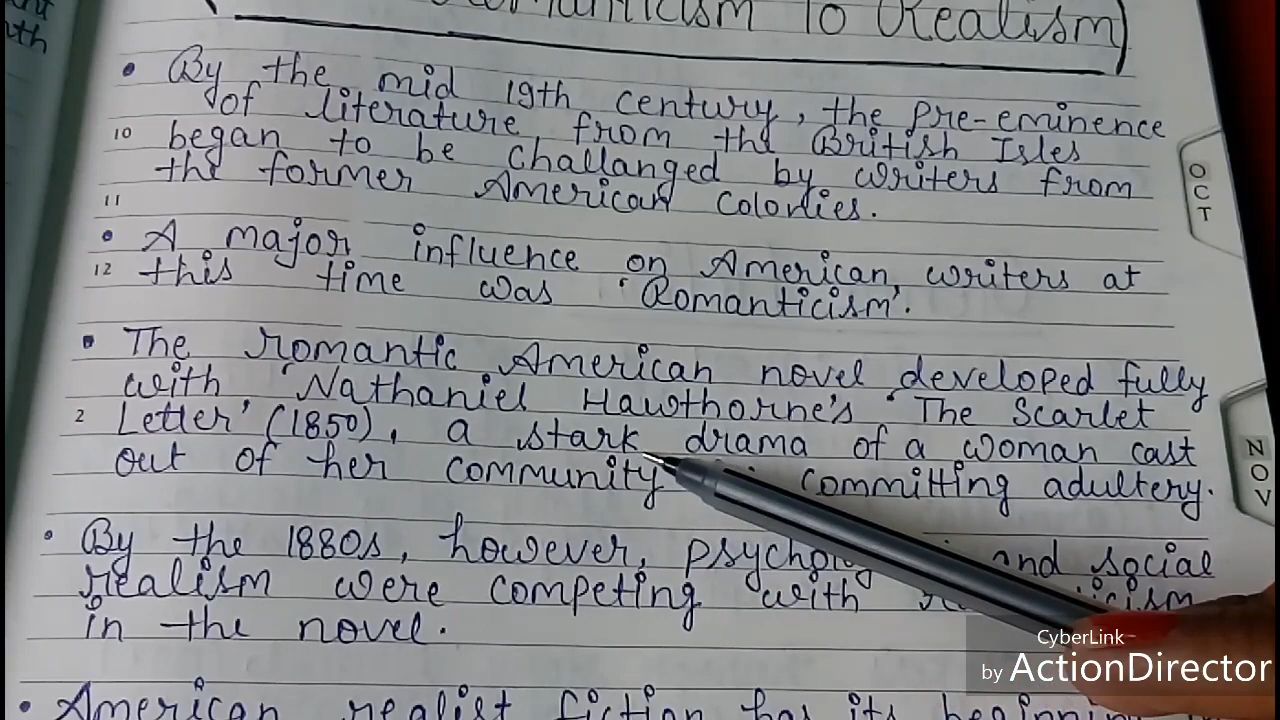 Romanticism To Realism
• By the mid 19th century, the pre-eminence
of literature from the British Isles
10 began to be challanged by writers from
the former American Colonies.
11
• A major influence on American writers at
12 this time was 'Romanticism'.
• The romantic American novel developed fully
with, 'Nathaniel Hawthorne's 'The Scarlet
2 Letter' (1850), a stark drama of a woman cast
out of her community committing adultery.
• By the 1880s, however, and social
realism were competing with
in the novel.
• American realist fiction has its
OCT
NOV
CyberLink
by ActionDirector